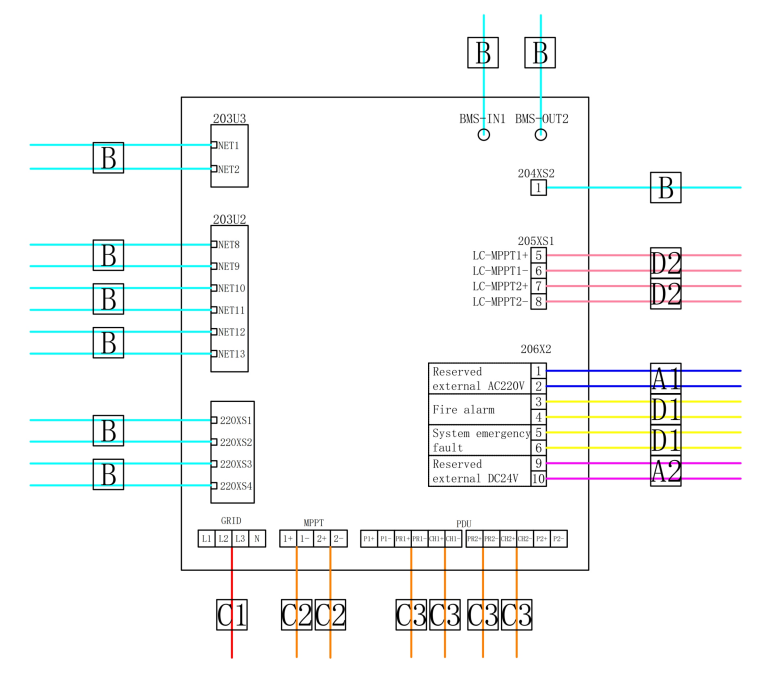 B B
203U3 BMS-IN1 BMS-OUT2
NET1
B
NET2
204XS2
1 B
203U2
NET8
B
NET9
NET10
B
NET11
NET12
B
NET13
205XS1
LC-MPPT1+ 5
D2
LC-MPPT1- 6
LC-MPPT2+ 7
D2
LC-MPPT2- 8
206X2
Reserved 1
A1
external AC220V 2
3
Fire alarm D1
4
System emergency 5
D1
fault 6
Reserved 9
A2
external DC24V 10
220XS1
B
220XS2
220XS3
B
220XS4
GRID MPPT PDU
L1 L2 L3 N 1+ 1- 2+ 2- P1+ P1- PR1+ PR1- CH1+ CH1- PR2+ PR2- CH2+ CH2- P2+ P2-
C1 C2 C2 C3 C3 C3 C3